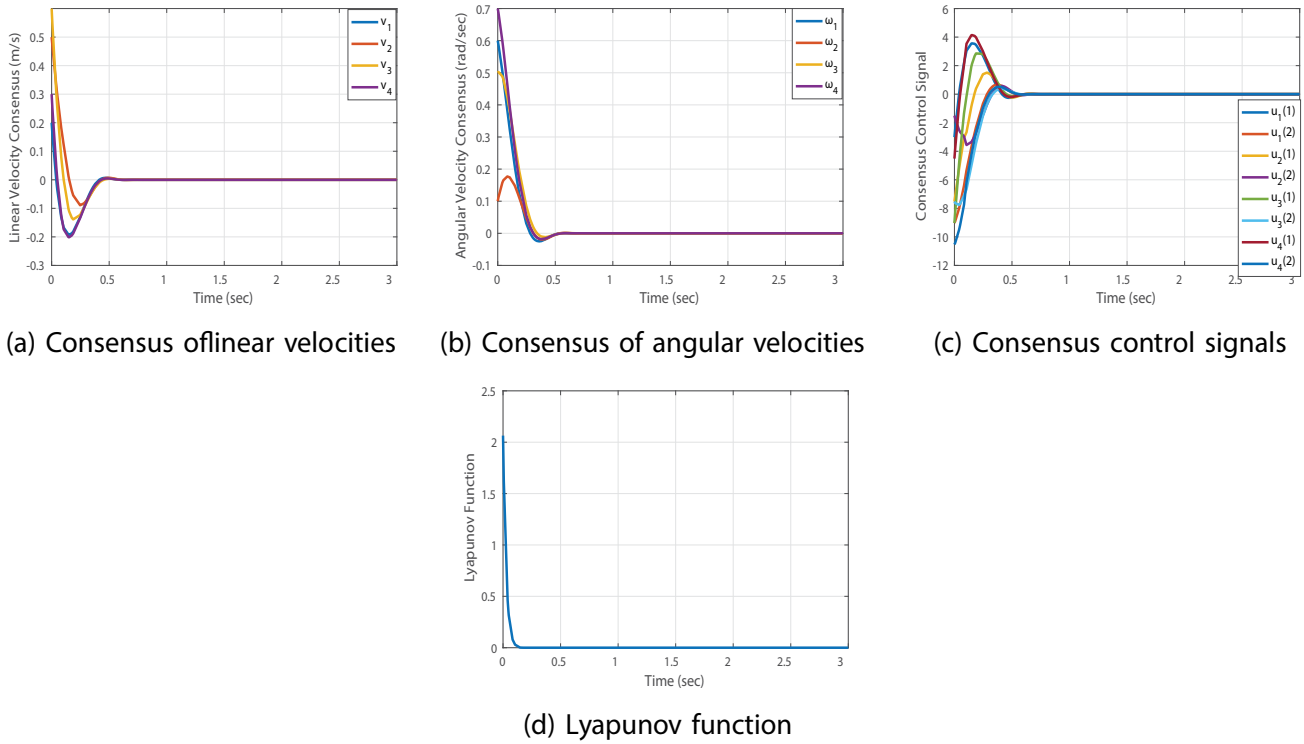 Linear Velocity Consensus (m/s)
0.5
0.4
0.3
0.2
0.1
0
-0.1
-0.2
-0.3
0 0.5 1 1.5 2 2.5 3
Time (sec)
v1
v2
v3
v4
(a) Consensus oflinear velocities
Angular Velocity Consensus (rad/sec)
0.7
0.6
0.5
0.4
0.3
0.2
0.1
0
-0.1
0 0.5 1 1.5 2 2.5 3
Time (sec)
ω1
ω2
ω3
ω4
(b) Consensus of angular velocities
Consensus Control Signal
6
4
2
0
-2
-4
-6
-8
-10
-12
0 0.5 1 1.5 2 2.5 3
Time (sec)
u1(1)
u1(2)
u2(1)
u2(2)
u3(1)
u3(2)
u4(1)
u4(2)
(c) Consensus control signals
Lyapunov Function
2.5
2
1.5
1
0.5
0
0 0.5 1 1.5 2 2.5 3
Time (sec)
(d) Lyapunov function